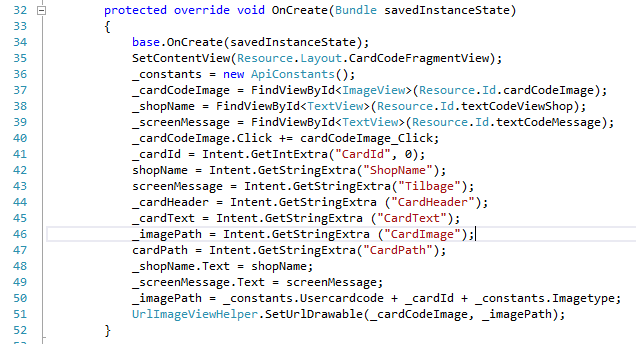 32 protected override void OnCreate(Bundle savedInstanceState)
33 {
34 base.OnCreate(savedInstanceState);
35 SetContentView(Resource.Layout.CardCodeFragmentView);
36 _constants = new ApiConstants();
37 _cardCodeImage = FindViewById<ImageView>(Resource.Id.cardCodeImage);
38 _shopName = FindViewById<TextView>(Resource.Id.textCodeViewShop);
39 _screenMessage = FindViewById<TextView>(Resource.Id.textCodeMessage);
40 _cardCodeImage.Click += cardCodeImage_Click;
41 _cardId = Intent.GetIntExtra("CardId", 0);
42 shopName = Intent.GetStringExtra("ShopName");
43 screenMessage = Intent.GetStringExtra("Tilbage");
44 _cardHeader = Intent.GetStringExtra ("CardHeader");
45 _cardText = Intent.GetStringExtra ("CardText");
46 _imagePath = Intent.GetStringExtra ("CardImage");
47 cardPath = Intent.GetStringExtra("CardPath");
48 _shopName.Text = shopName;
49 _screenMessage.Text = screenMessage;
50 _imagePath = _constants.Usercardcode + _cardId + _constants.Imagetype;
51 UrlImageViewHelper.SetUrlDrawable(_cardCodeImage, _imagePath);
52 }